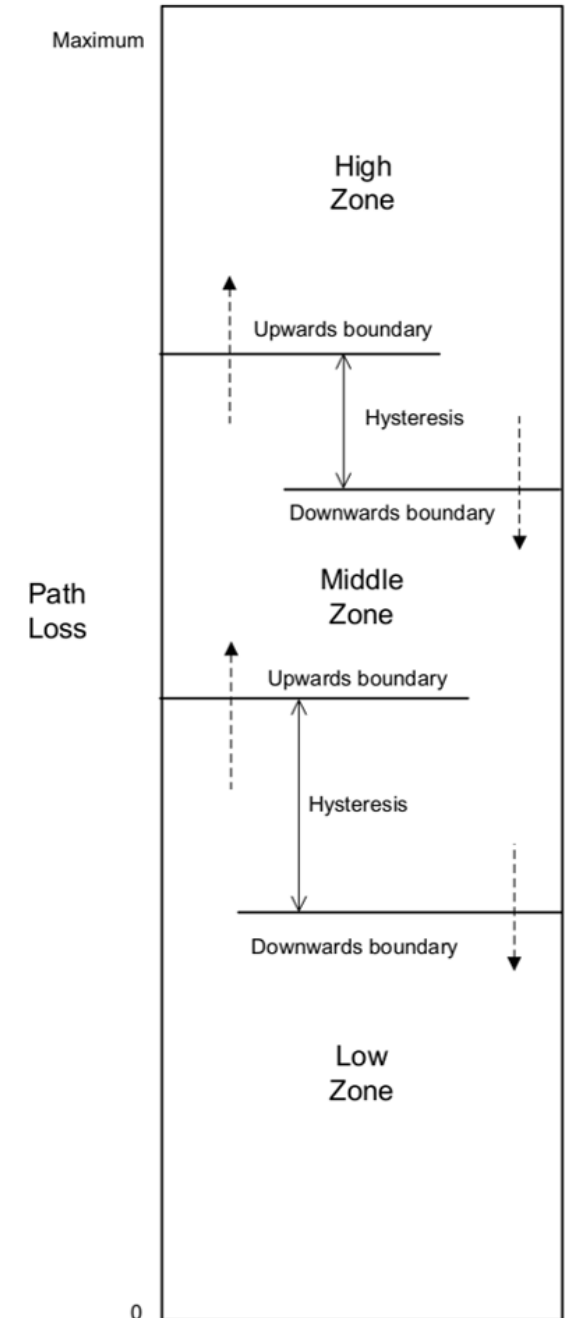 Maximum
High
Zone
Upwards boundary
Hysteresis
Downwards boundary
Path
Loss
Middle
Zone
Upwards boundary
Hysteresis
Downwards boundary
Low
Zone
0